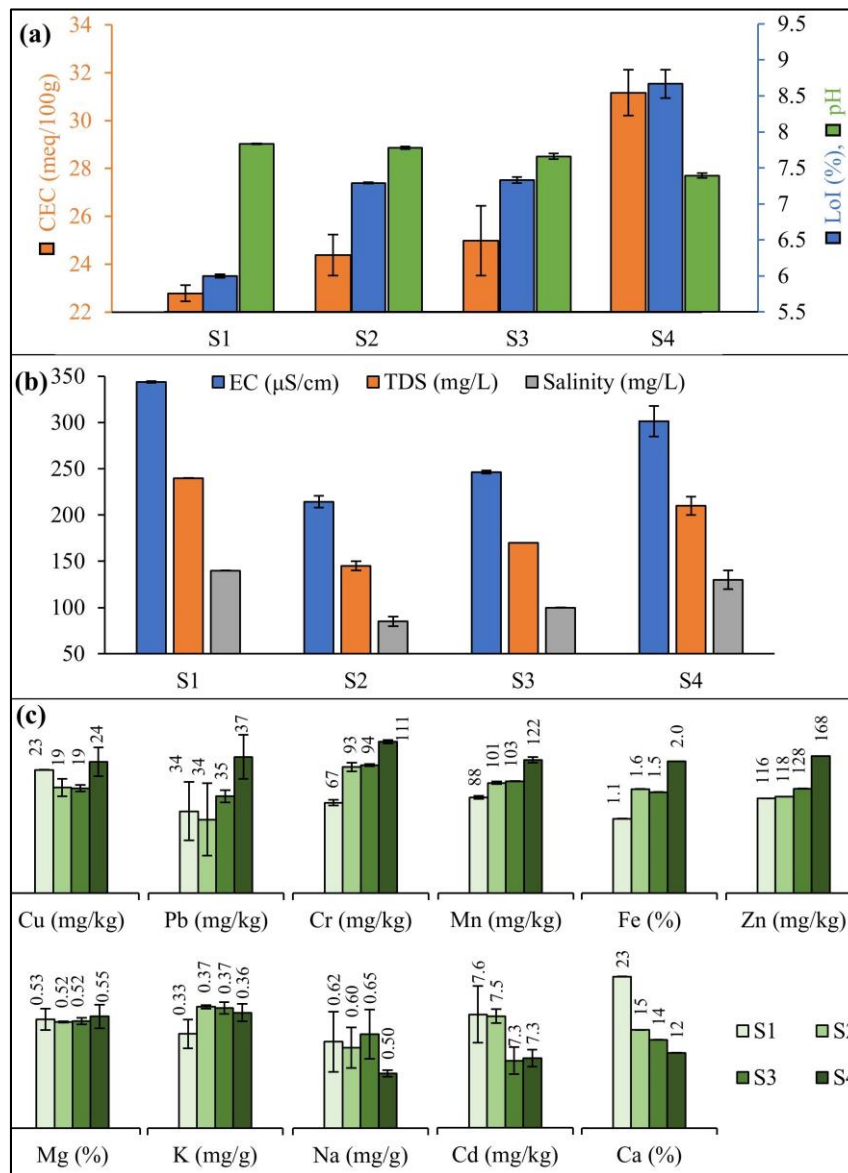 (a)
34
32
30
28
26
24
22
CEC (meq/100g)
9.5
9
8.5
8
7.5
7
6.5
6
5.5
LoI (%), pH
S1 S2 S3 S4
(b)
EC (μS/cm) TDS (mg/L) Salinity (mg/L)
350
300
250
200
150
100
50
S1 S2 S3 S4
(c)
23 19 19 24
34 34 35 37
67 93 94 111
88 101 103 122
1.1 1.6 1.5 2.0
116 118 128 168
Cu (mg/kg) Pb (mg/kg) Cr (mg/kg) Mn (mg/kg) Fe (%) Zn (mg/kg)
0.53 0.52 0.52 0.55
0.33 0.37 0.37 0.36
0.62 0.60 0.65 0.50
7.6 7.5 7.3 7.3
23 15 14 12
Mg (%) K (mg/g) Na (mg/g) Cd (mg/kg) Ca (%)
S1 S2
S3 S4